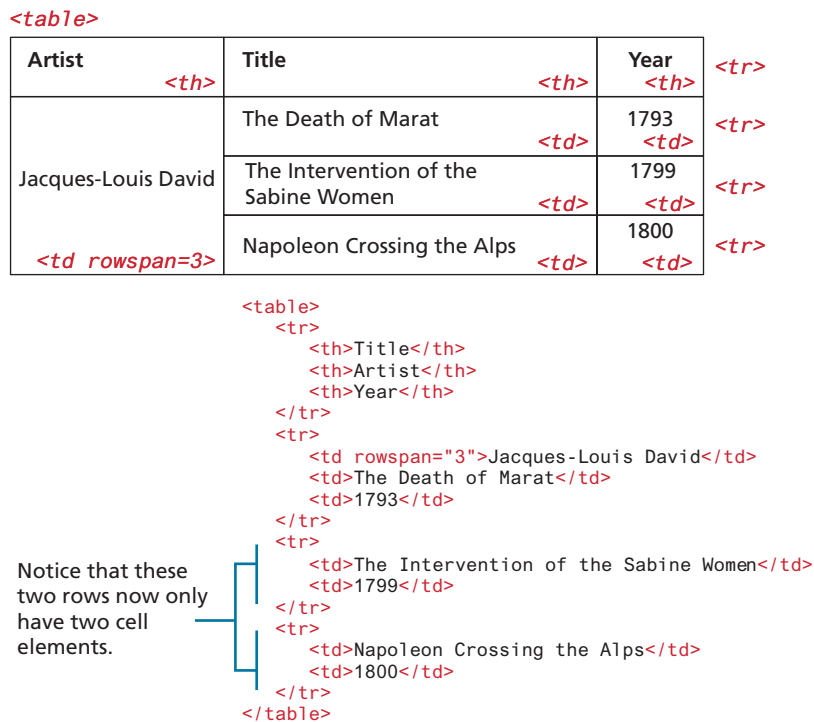 <table>
Artist Title Year
<th> <th> <th> <tr>
The Death of Marat 1793 <tr>
<td> <td>
Jacques-Louis David
The Intervention of the 1799
Sabine Women <td> <td> <tr>
1800
Napoleon Crossing the Alps <tr>
<td rowspan=3> <td> <td>
<table>
<tr>
<th>Title</th>
<th>Artist</th>
<th>Year</th>
</tr>
<tr>
<td rowspan="3">Jacques-Louis David</td>
<td>The Death of Marat</td>
<td>1793</td>
</tr>
<tr>
<td>The Intervention of the Sabine Women</td>
<td>1799</td>
</tr>
<tr>
<td>Napoleon Crossing the Alps</td>
<td>1800</td>
</tr>
</table>
Notice that these
two rows now only
have two cell
elements.